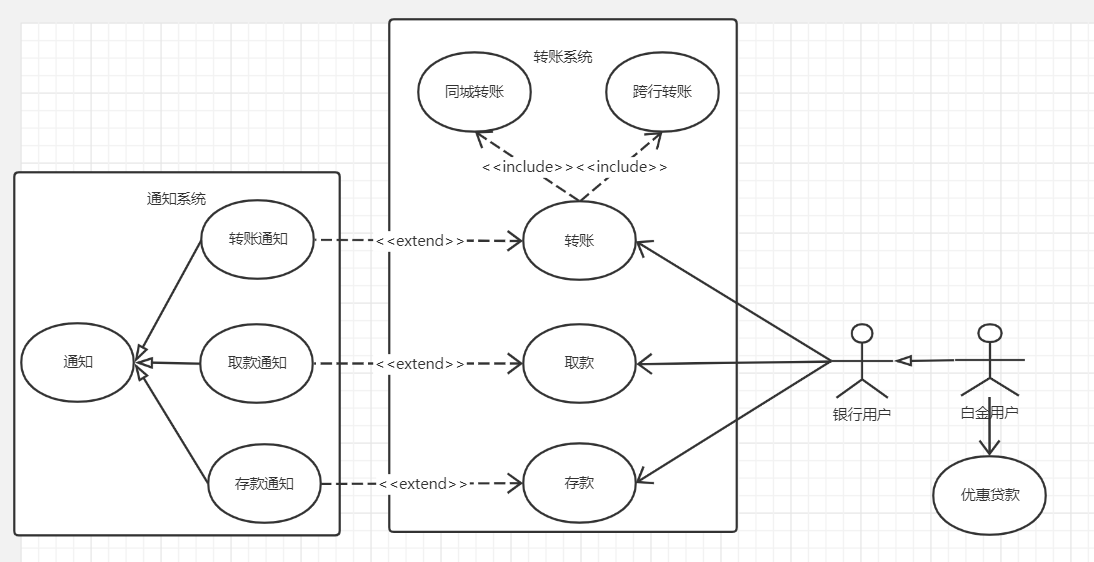 转账系统
同城转账
跨行转账
<<include>>
<<include>>
通知系统
转账通知
<<extend>>
转账
通知
取款通知
<<extend>>
取款
银行用户
白金用户
存款通知
<<extend>>
存款
优惠贷款